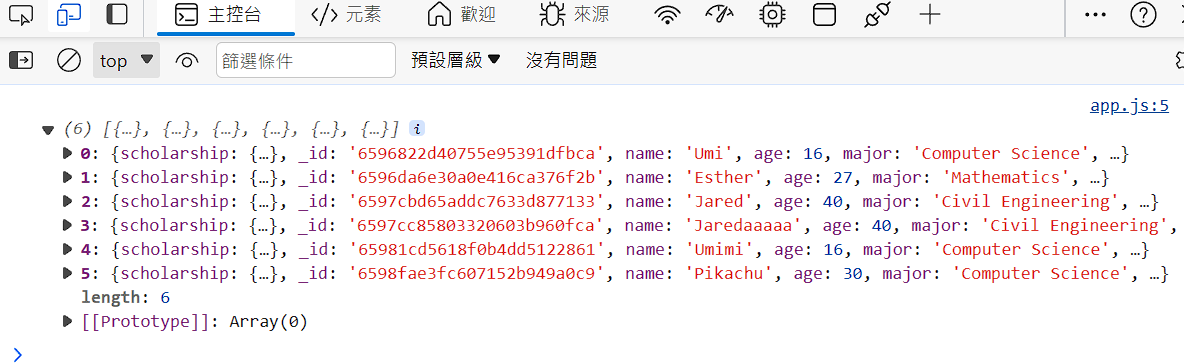 主控台 元素 歡迎 來源
top 篩選條件 預設層級 沒有問題
app.js:5
(6) [{…}, {…}, {…}, {…}, {…}, {…}] i
0: {scholarship: {…}, _id: '6596822d40755e95391dfbca', name: 'Umi', age: 16, major: 'Computer Science', …}
1: {scholarship: {…}, _id: '6596da6e30a0e416ca376f2b', name: 'Esther', age: 27, major: 'Mathematics', …}
2: {scholarship: {…}, _id: '6597cbd65addc7633d877133', name: 'Jared', age: 40, major: 'Civil Engineering', …}
3: {scholarship: {…}, _id: '6597cc85803320603b960fca', name: 'Jaredaaaaa', age: 40, major: 'Civil Engineering',
4: {scholarship: {…}, _id: '65981cd5618f0b4dd5122861', name: 'Umimi', age: 16, major: 'Computer Science', …}
5: {scholarship: {…}, _id: '6598fae3fc607152b949a0c9', name: 'Pikachu', age: 30, major: 'Computer Science', …}
length: 6
[[Prototype]]: Array(0)